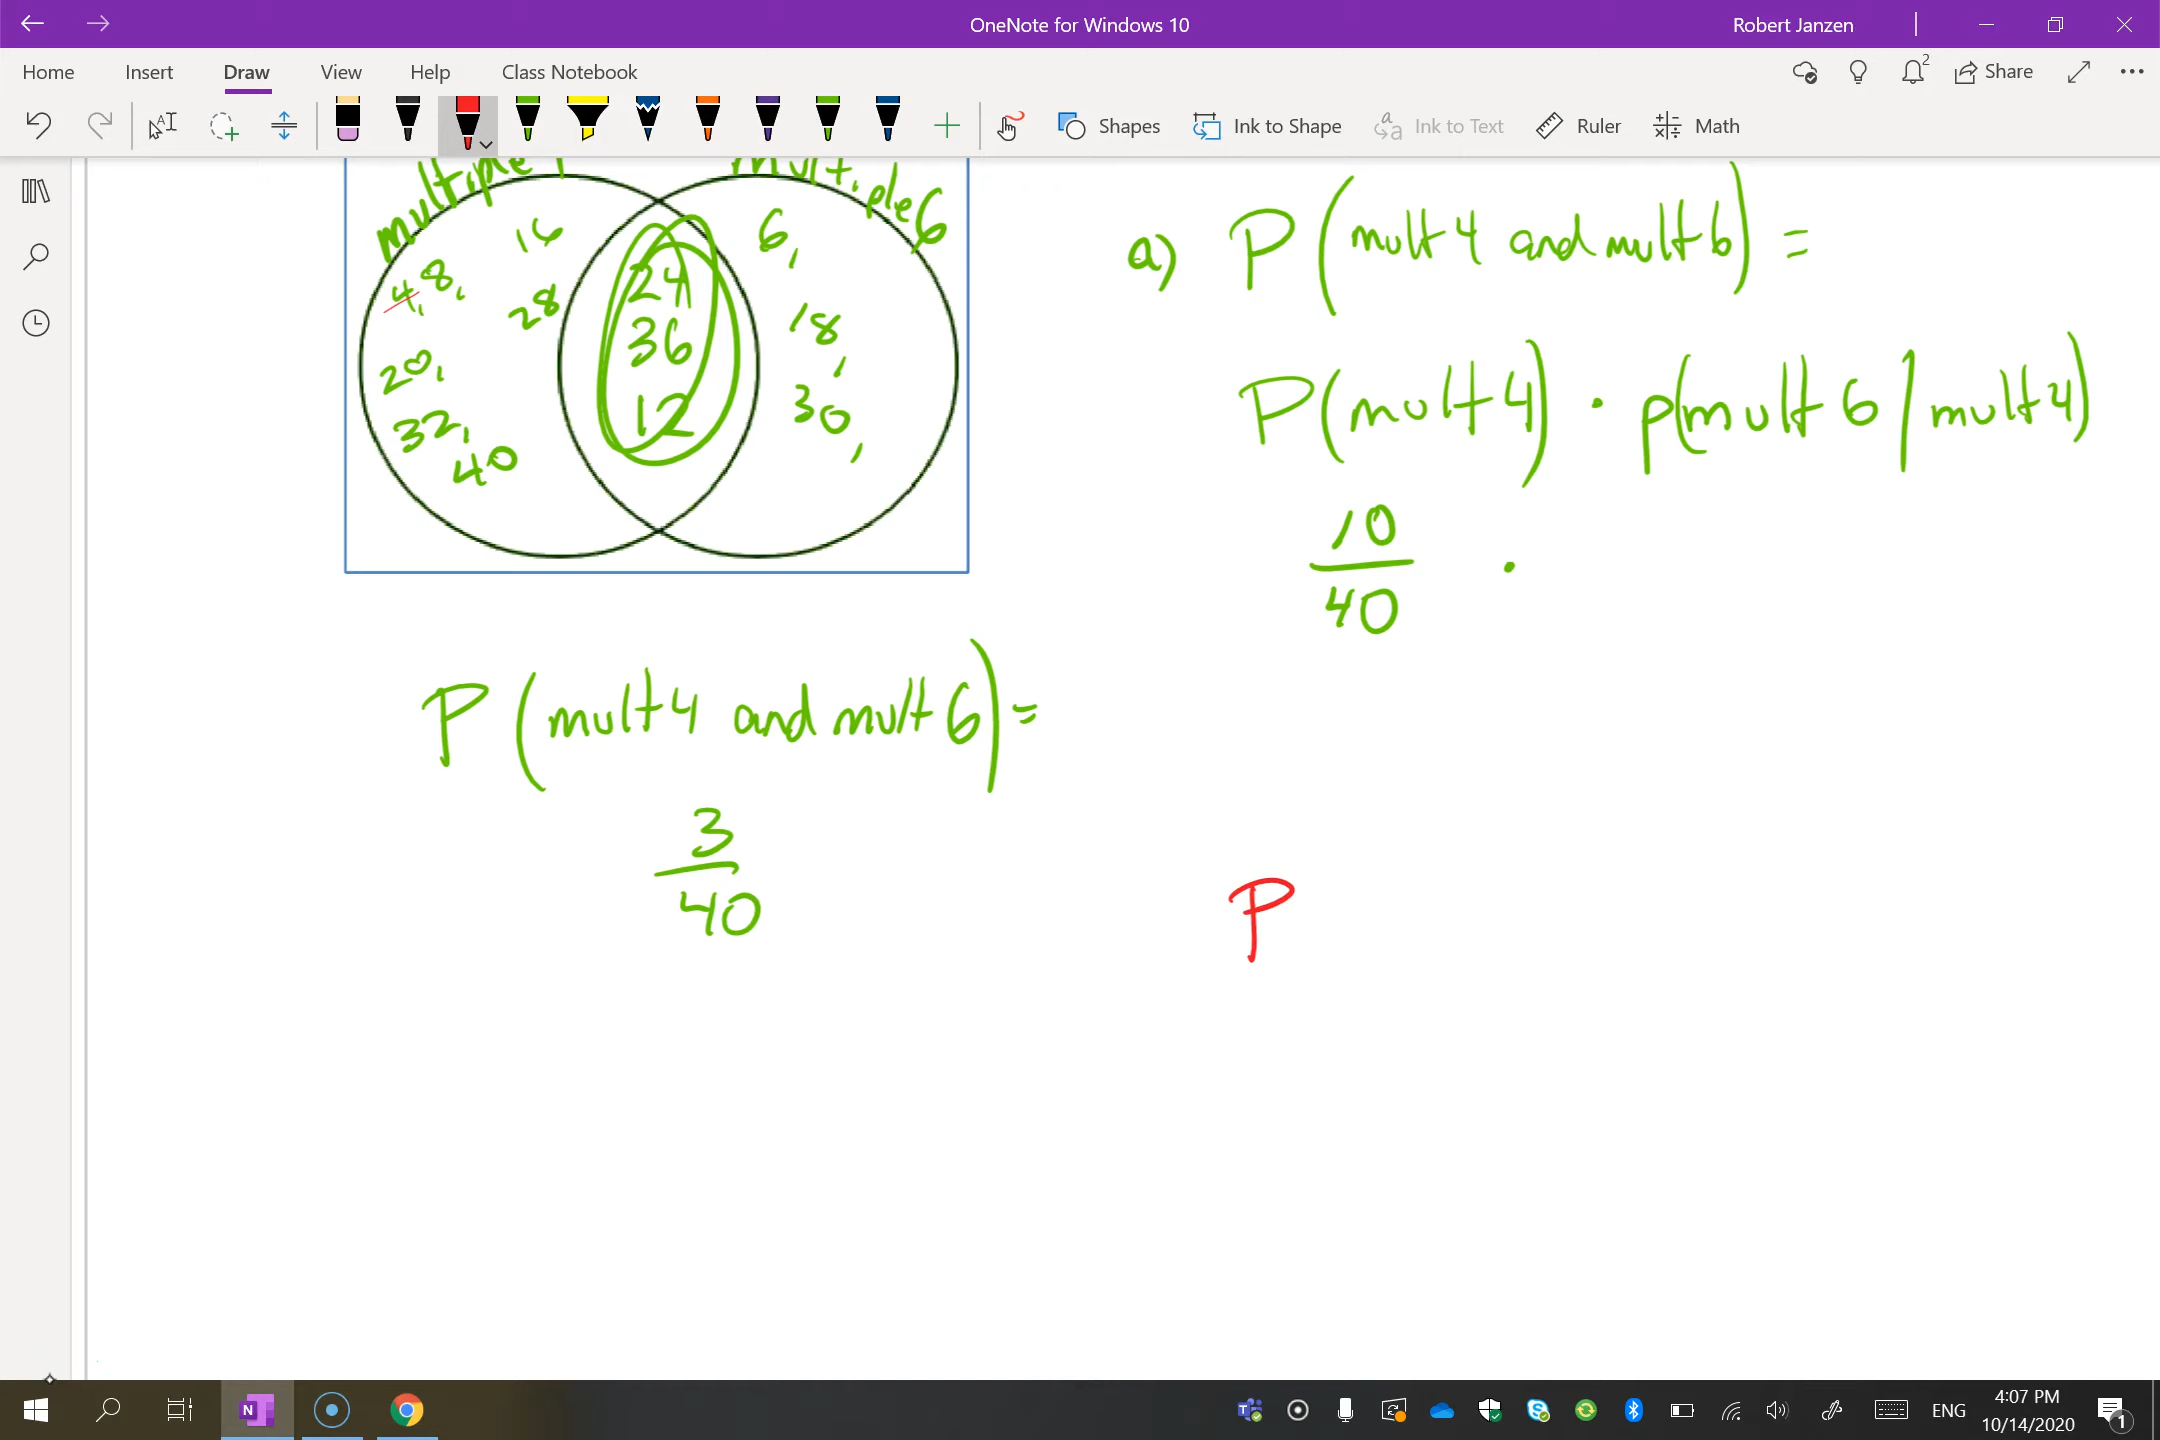 OneNote for Windows 10
Robert Janzen
Home Insert Draw View Help Class Notebook
2 Share
Shapes Ink to Shape Ink to Text Ruler Math
multiple
multiple 6
4, 8,
16
28
20,
32,
40
24
36
12
6,
18,
30,
a) P(mult 4 and mult 6) =
P(mult 4) · p(mult 6 | mult 4)
10
40
·
P(mult 4 and mult 6) =
3
40
P
ENG
4:07 PM
10/14/2020
1